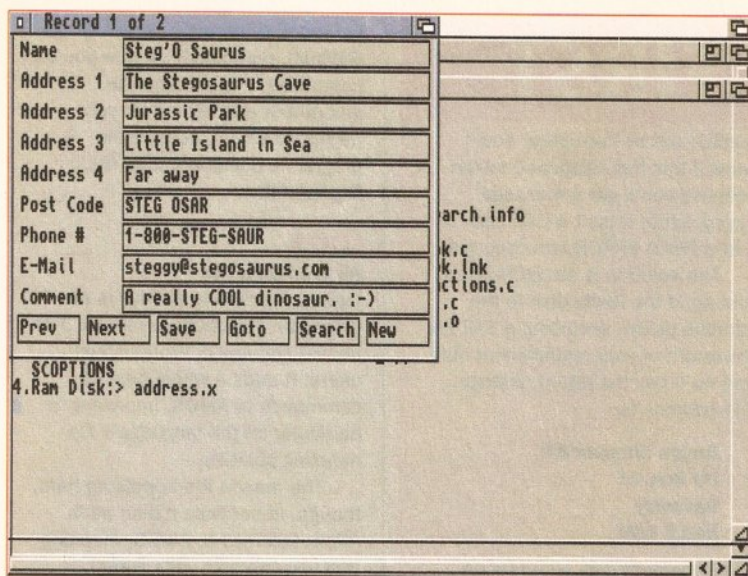 Record 1 of 2
Name Steg'O Saurus
Address 1 The Stegosaurus Cave
Address 2 Jurassic Park
Address 3 Little Island in Sea
Address 4 Far away
Post Code STEG OSAR
Phone # 1-800-STEG-SAUR
E-Mail steggy@stegosaurus.com
Comment A really COOL dinosaur. :-)
Prev Next Save Goto Search New
arch.info
k.c
k.lnk
ctions.c
.c
.o
SCOPTIONS
4.Ram Disk:> address.x